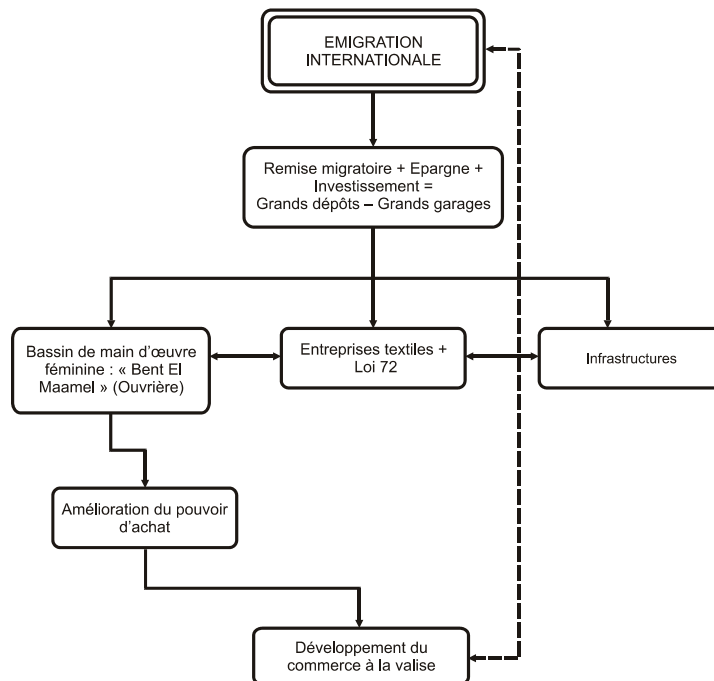 EMIGRATION
INTERNATIONALE
Remise migratoire + Epargne +
Investissement =
Grands dépôts – Grands garages
Bassin de main d’œuvre
féminine : « Bent El
Maamel » (Ouvrière)
Entreprises textiles +
Loi 72
Infrastructures
Amélioration du pouvoir
d’achat
Développement du
commerce à la valise